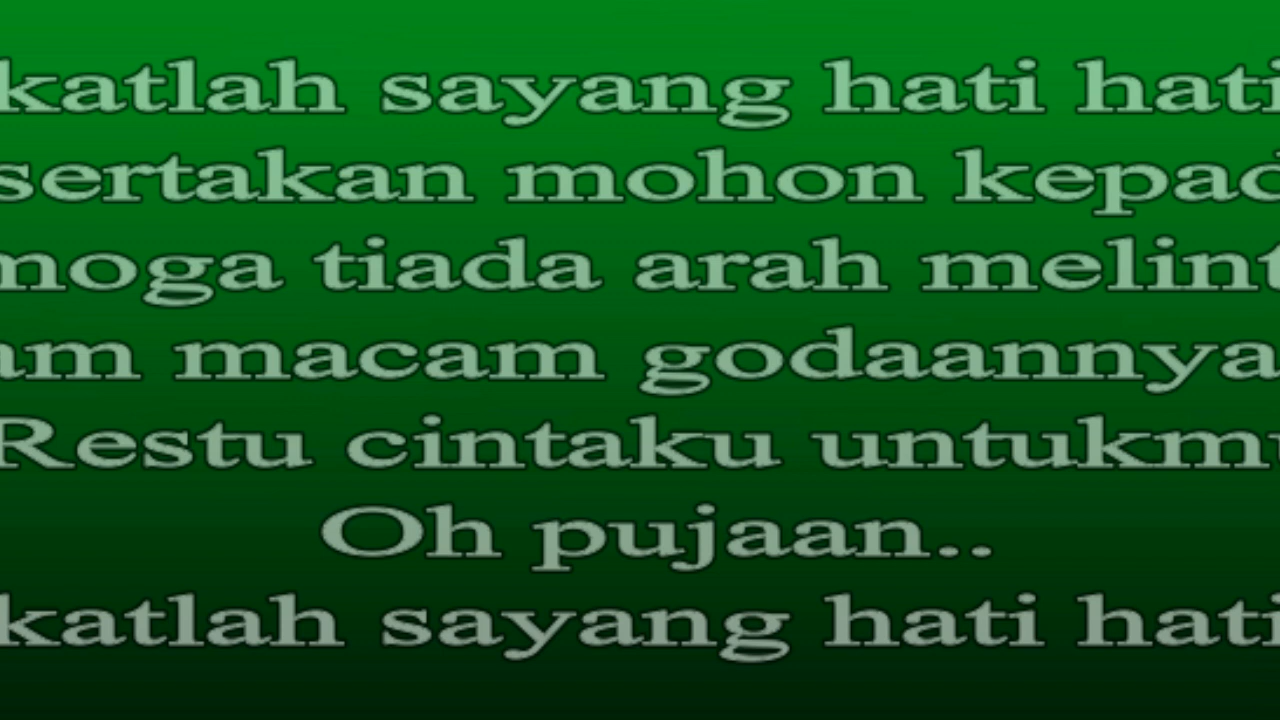 katlah sayang hati hati
sertakan mohon kepad
moga tiada arah melint
am macam godaannya
Restu cintaku untukmu
Oh pujaan..
katlah sayang hati hati